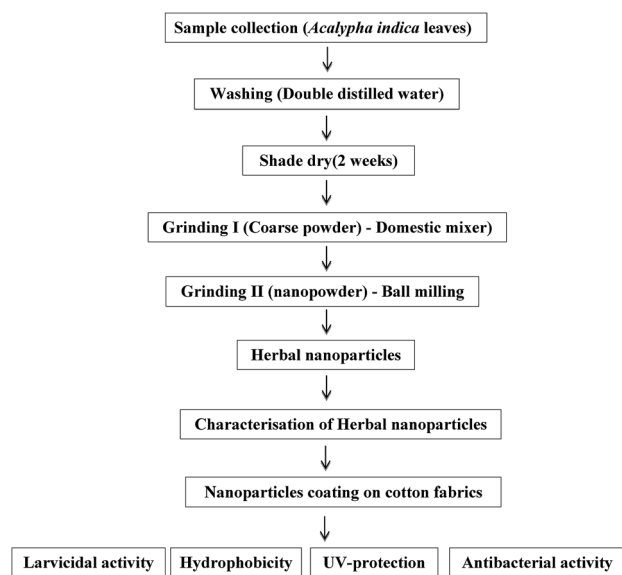 Sample collection (Acalypha indica leaves)
Washing (Double distilled water)
Shade dry(2 weeks)
Grinding I (Coarse powder) - Domestic mixer)
Grinding II (nanopowder) - Ball milling
Herbal nanoparticles
Characterisation of Herbal nanoparticles
Nanoparticles coating on cotton fabrics
Larvicidal activity Hydrophobicity UV-protection Antibacterial activity